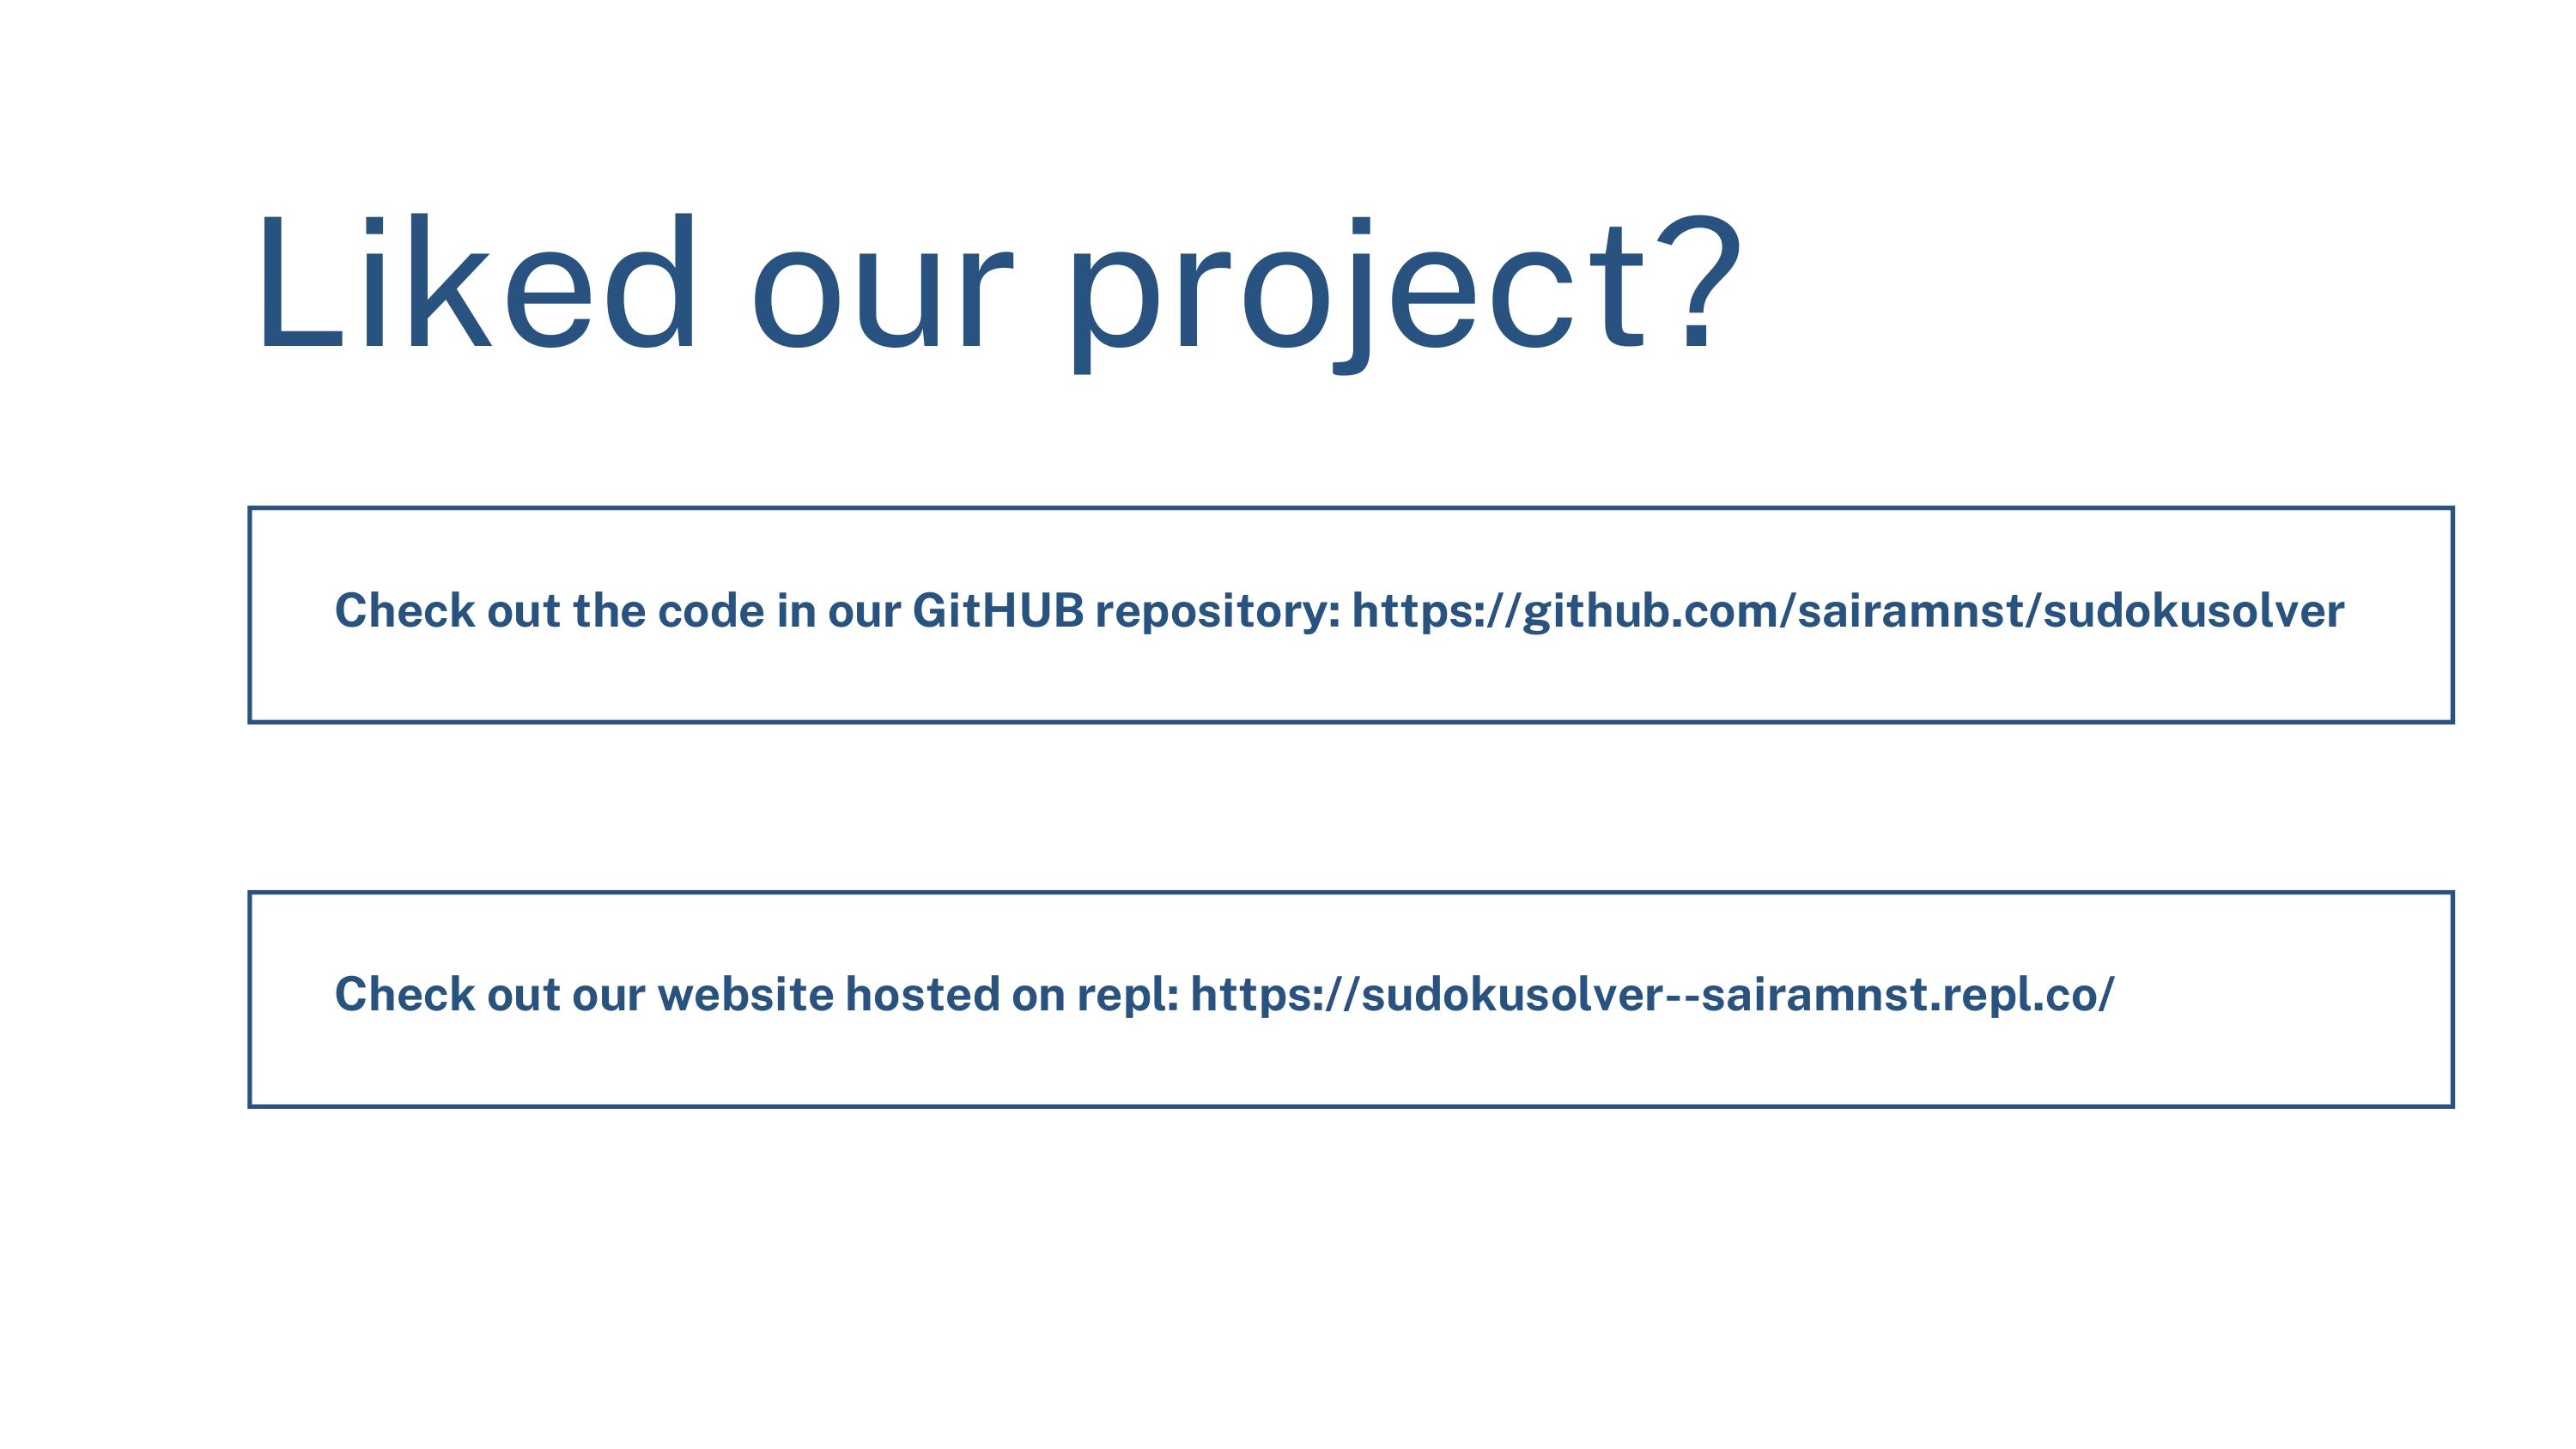 Liked our project?
Check out the code in our GitHUB repository: https://github.com/sairamnst/sudokusolver
Check out our website hosted on repl: https://sudokusolver--sairamnst.repl.co/